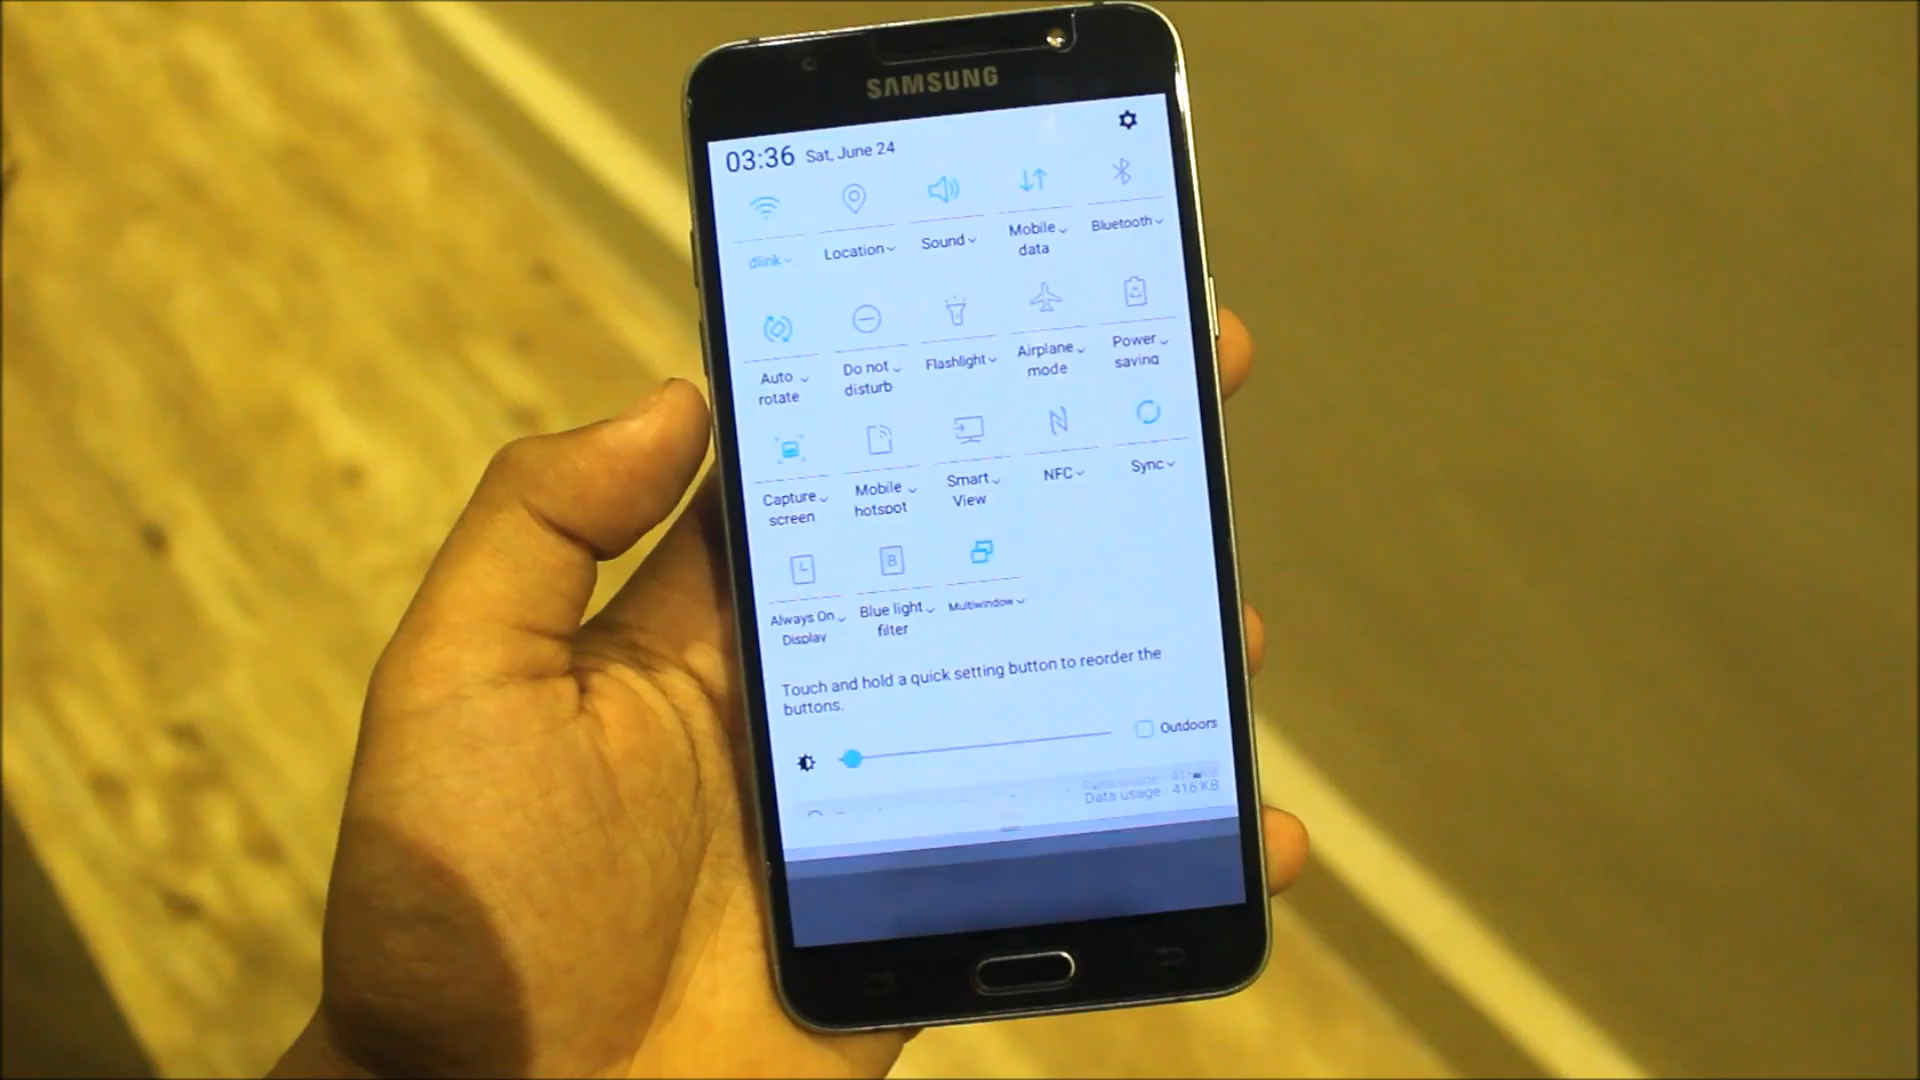 SAMSUNG
03:36 Sat, June 24
dlink
Location
Sound
Mobile
data
Bluetooth
Auto
rotate
Do not
disturb
Flashlight
Airplane
mode
Power
saving
Capture
screen
Mobile
hotspot
Smart
View
NFC
Sync
Always On
Display
B
Blue light
filter
Multiwindow
Touch and hold a quick setting button to reorder the
buttons.
Outdoors
Data usage : 416 KB